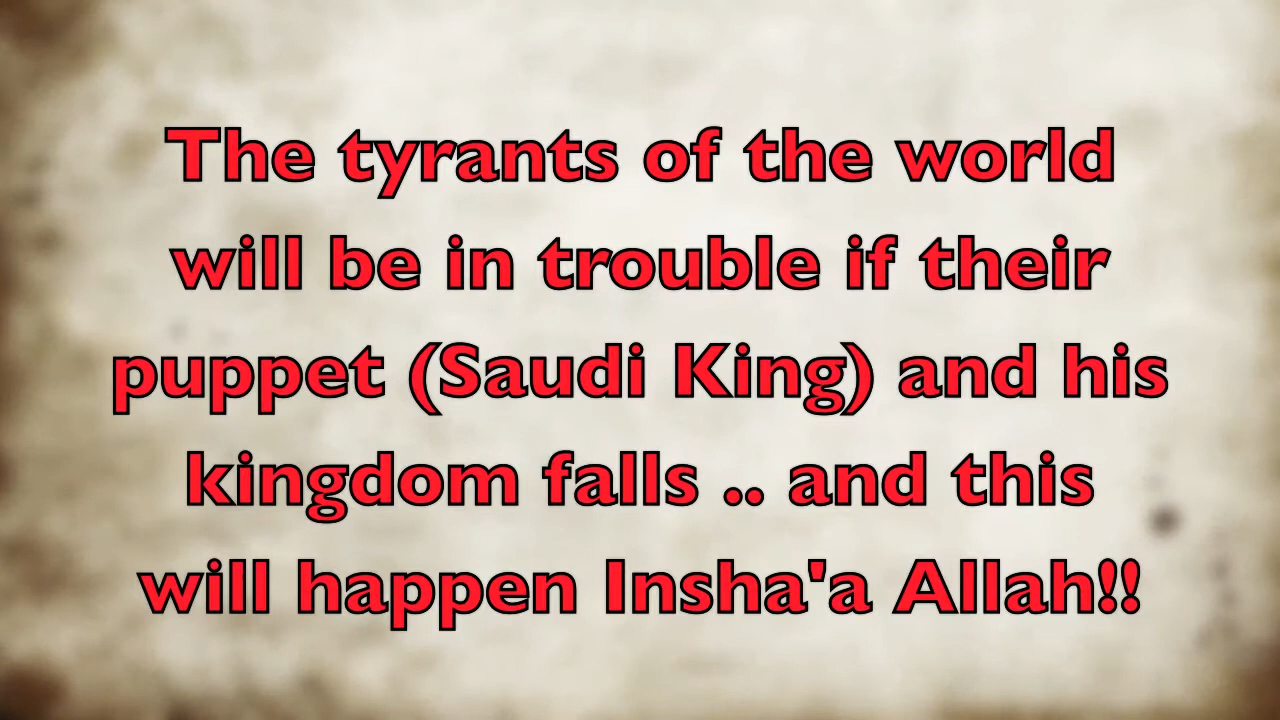 The tyrants of the world
will be in trouble if their
puppet (Saudi King) and his
kingdom falls .. and this
will happen Insha'a Allah!!